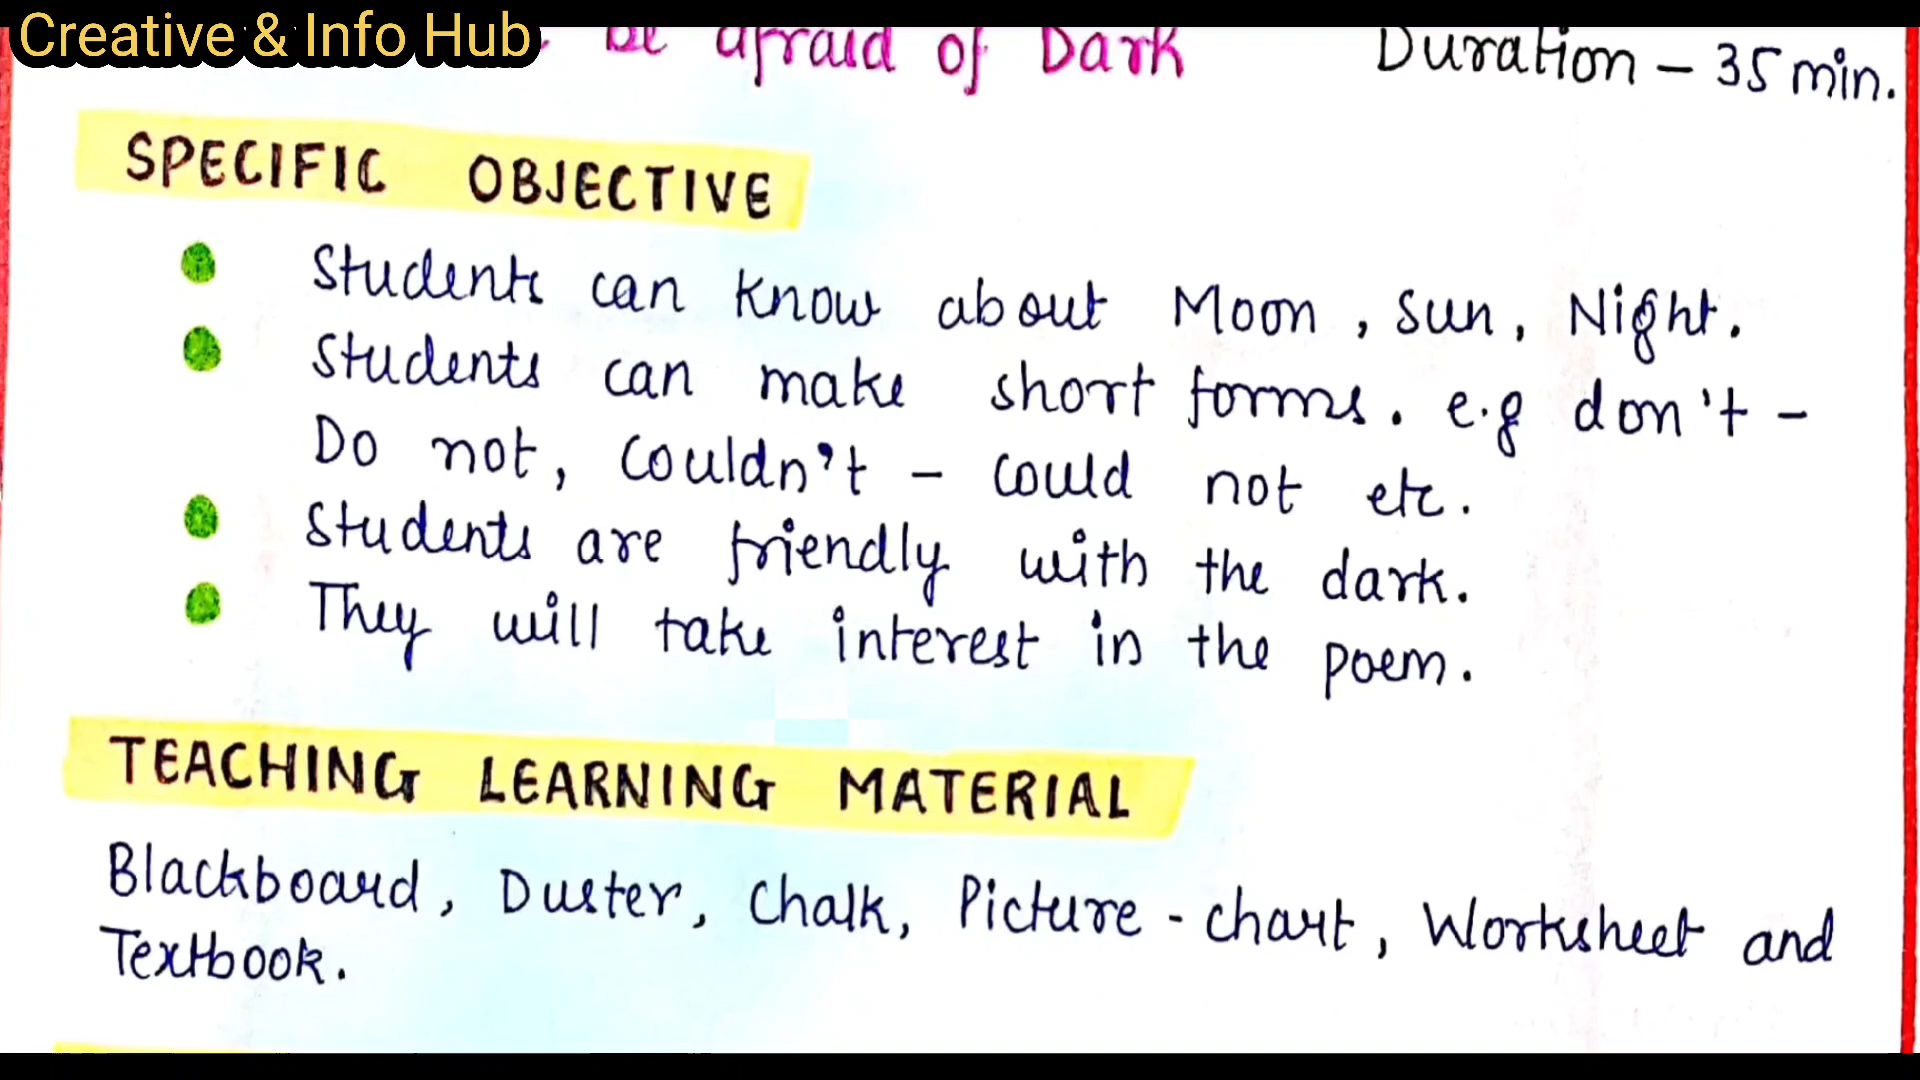 Creative & Info Hub
be afraid of Dark Duration – 35 min.
SPECIFIC OBJECTIVE
Students can know about Moon, Sun, Night.
Students can make short forms. e.g don't –
Do not, Couldn't – Could not etc.
Students are friendly with the dark.
They will take interest in the poem.
TEACHING LEARNING MATERIAL
Blackboard, Duster, Chalk, Picture - chart, Worksheet and
Textbook.